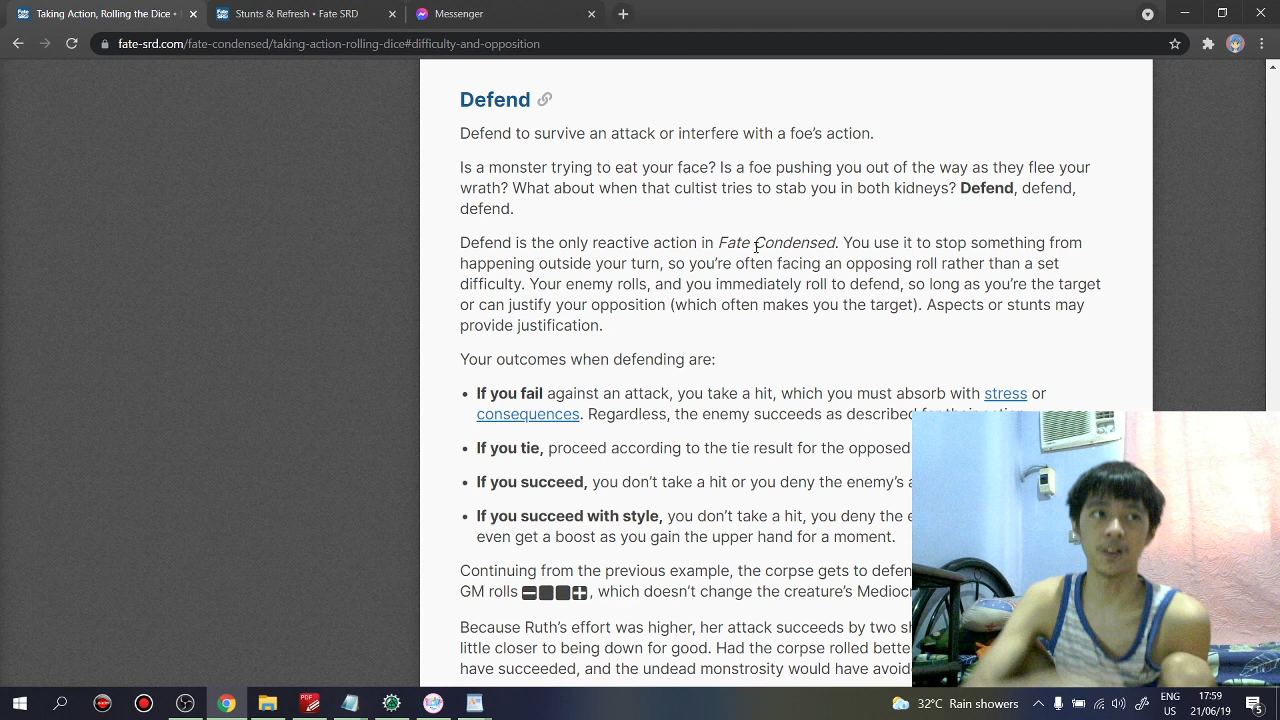 Taking Action, Rolling the Dice •
Stunts & Refresh • Fate SRD
Messenger
fate-srd.com/fate-condensed/taking-action-rolling-dice#difficulty-and-opposition
Defend
Defend to survive an attack or interfere with a foe's action.
Is a monster trying to eat your face? Is a foe pushing you out of the way as they flee your
wrath? What about when that cultist tries to stab you in both kidneys? Defend, defend,
defend.
Defend is the only reactive action in Fate Condensed. You use it to stop something from
happening outside your turn, so you're often facing an opposing roll rather than a set
difficulty. Your enemy rolls, and you immediately roll to defend, so long as you're the target
or can justify your opposition (which often makes you the target). Aspects or stunts may
provide justification.
Your outcomes when defending are:
• If you fail against an attack, you take a hit, which you must absorb with stress or
consequences. Regardless, the enemy succeeds as described
• If you tie, proceed according to the tie result for the opposed
• If you succeed, you don't take a hit or you deny the enemy's
• If you succeed with style, you don't take a hit, you deny the
even get a boost as you gain the upper hand for a moment.
Continuing from the previous example, the corpse gets to
GM rolls , which doesn't change the creature's
Because Ruth's effort was higher, her attack succeeds by two
little closer to being down for good. Had the corpse rolled
have succeeded, and the undead monstrosity would have
PDF
32°C Rain showers
ENG
US
17:59
21/06/19
5